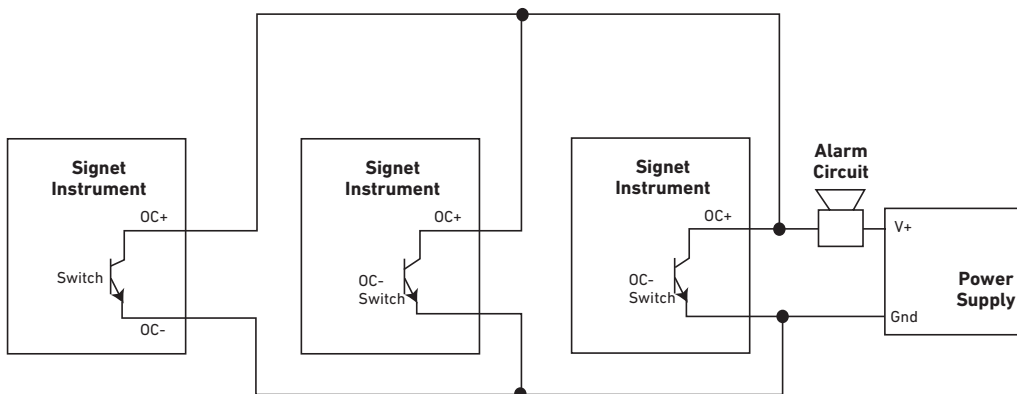 Signet
Instrument
OC+
Switch
OC-
Signet
Instrument
OC+
OC-
Switch
Signet
Instrument
OC+
OC-
Switch
Alarm
Circuit
V+
Power
Supply
Gnd